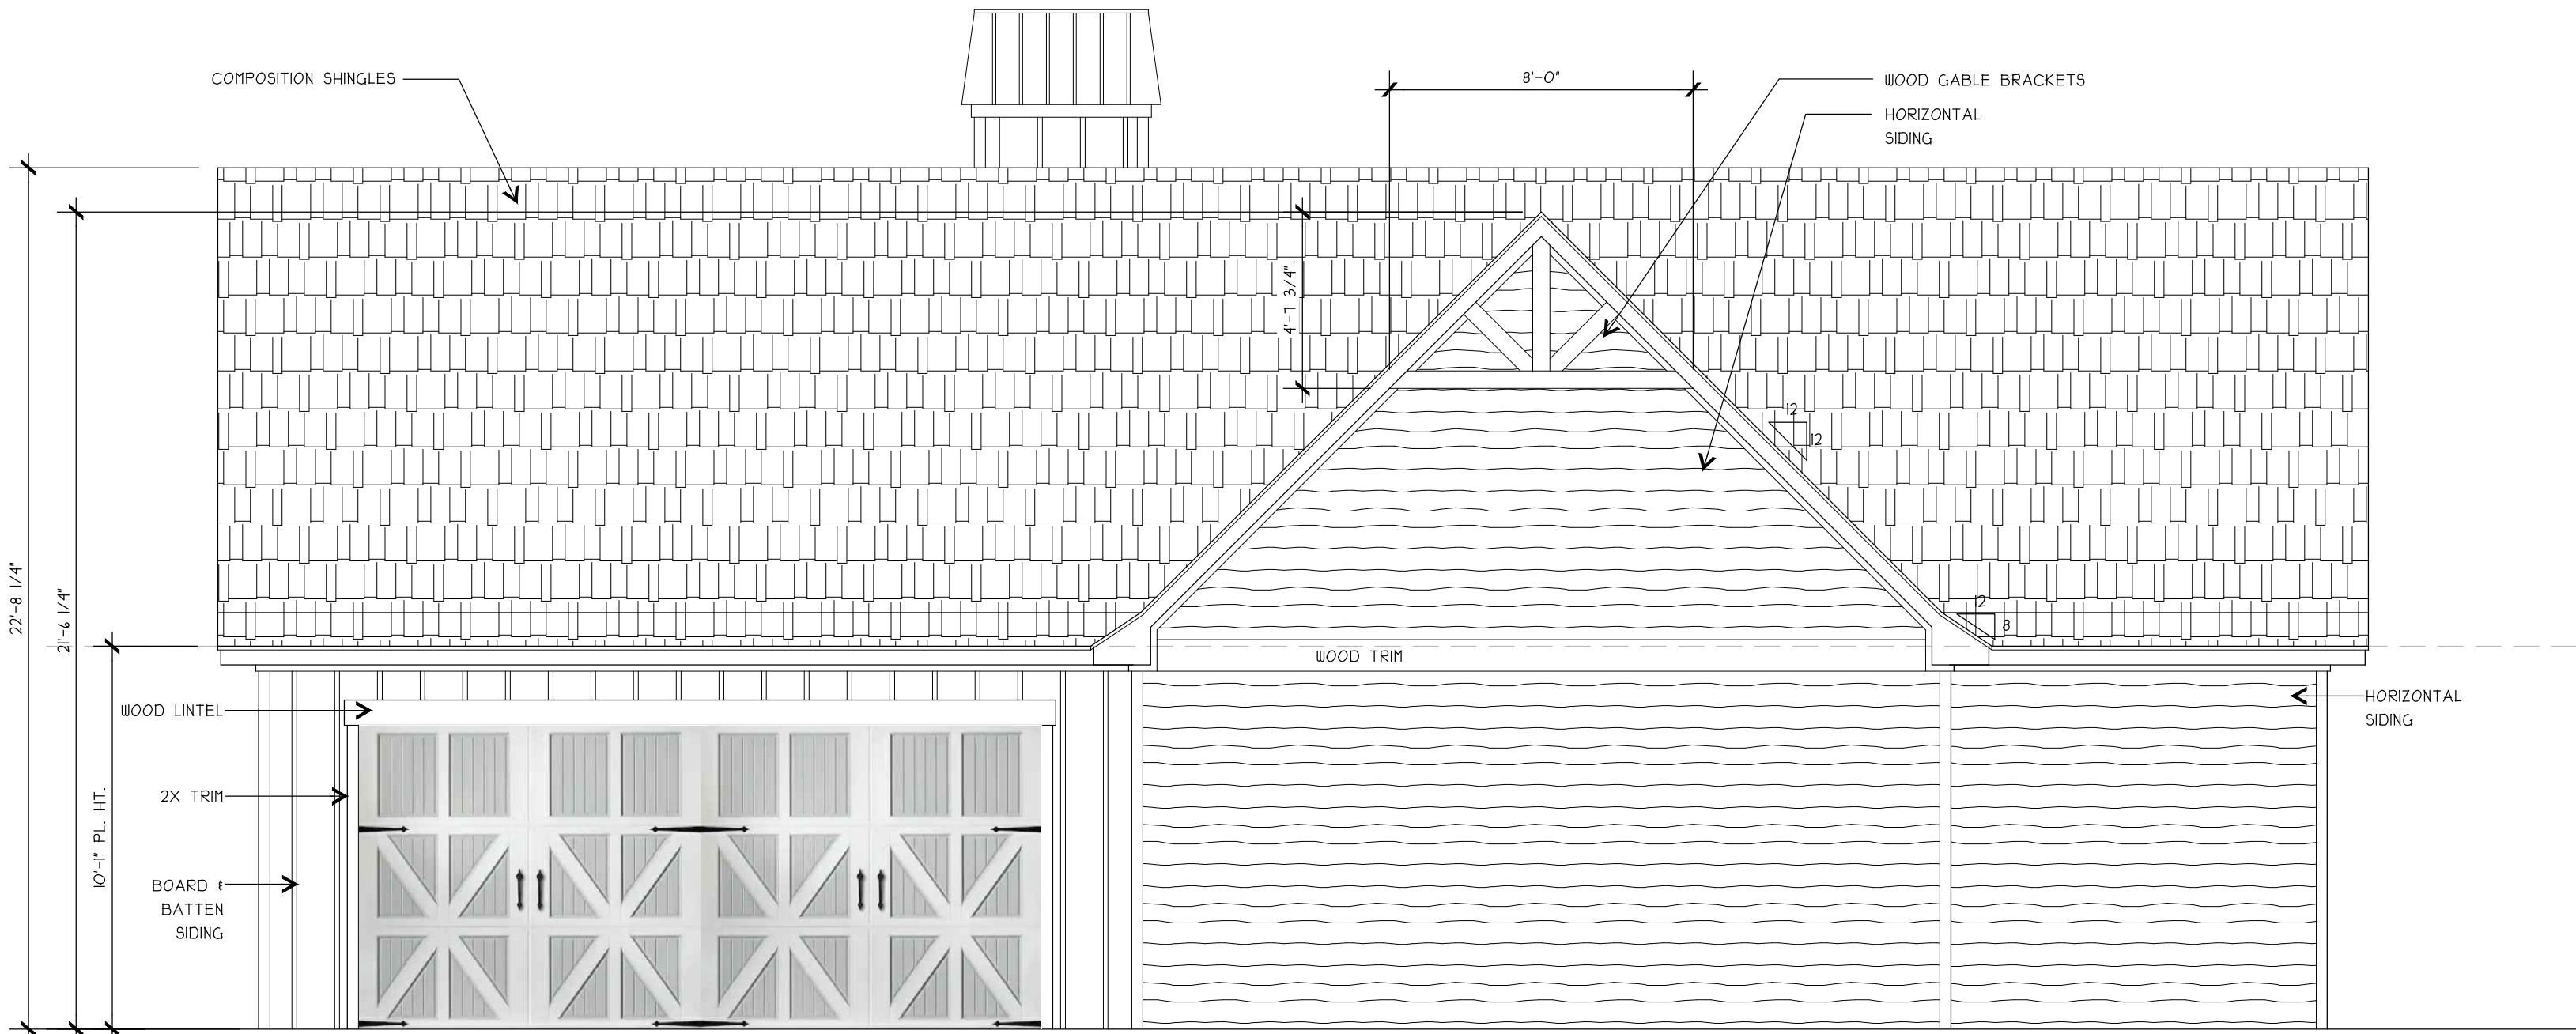 COMPOSITION SHINGLES
8'-0"
WOOD GABLE BRACKETS
HORIZONTAL
SIDING
4'-7 3/4"
12
12
22'-8 1/4"
21'-6 1/4"
12
8
WOOD TRIM
WOOD LINTEL
HORIZONTAL
SIDING
2X TRIM
10'-1" PL. HT.
BOARD &
BATTEN
SIDING